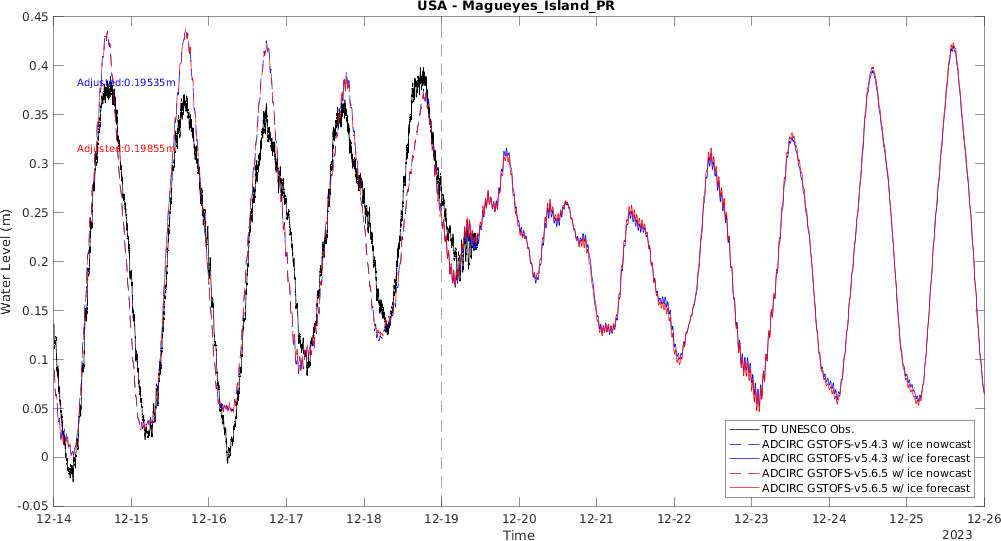 USA - Magueyes_Island_PR
0.45
0.4
0.35
0.3
0.25
0.2
0.15
0.1
0.05
0
-0.05
Water Level (m)
Adjusted:0.19535m
Adjusted:0.19855m
TD UNESCO Obs.
ADCIRC GSTOFS-v5.4.3 w/ ice nowcast
ADCIRC GSTOFS-v5.4.3 w/ ice forecast
ADCIRC GSTOFS-v5.6.5 w/ ice nowcast
ADCIRC GSTOFS-v5.6.5 w/ ice forecast
12-14 12-15 12-16 12-17 12-18 12-19 12-20 12-21 12-22 12-23 12-24 12-25 12-26
Time
2023